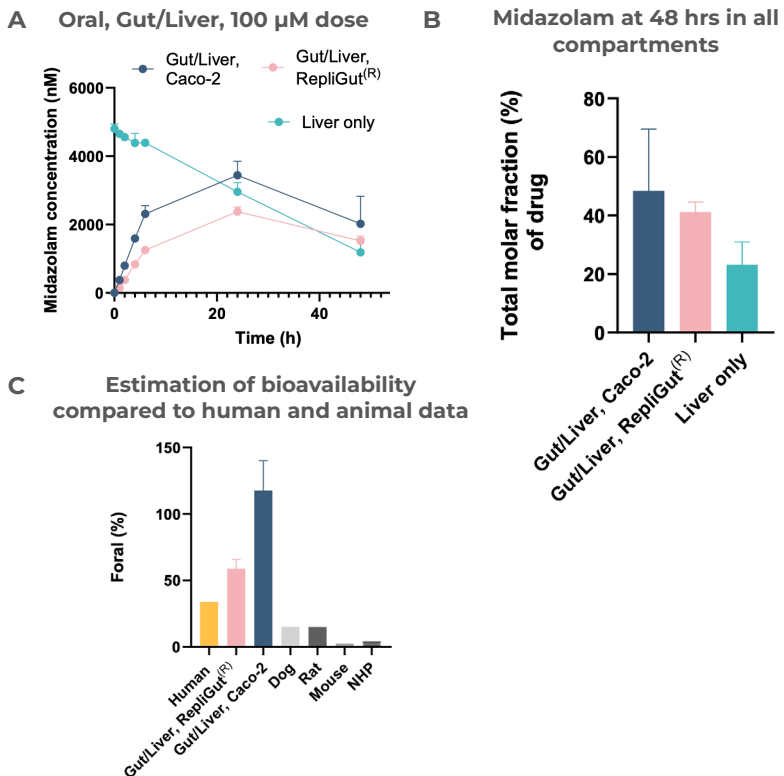 A
Oral, Gut/Liver, 100 µM dose
Gut/Liver,
Caco-2
Gut/Liver,
RepliGut(R)
Liver only
Midazolam concentration (nM)
6000
4000
2000
0
0
20
40
Time (h)
B
Midazolam at 48 hrs in all
compartments
Total molar fraction (%)
of drug
80
60
40
20
0
Gut/Liver, Caco-2
Gut/Liver, RepliGut(R)
Liver only
C
Estimation of bioavailability
compared to human and animal data
Foral (%)
150
100
50
0
Human
Gut/Liver, RepliGut(R)
Gut/Liver, Caco-2
Dog
Rat
Mouse
NHP